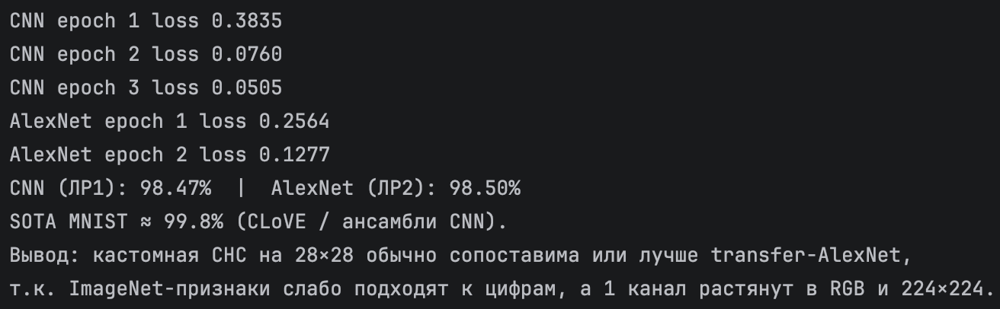 CNN epoch 1 loss 0.3835
CNN epoch 2 loss 0.0760
CNN epoch 3 loss 0.0505
AlexNet epoch 1 loss 0.2564
AlexNet epoch 2 loss 0.1277
CNN (ЛР1): 98.47%  |  AlexNet (ЛР2): 98.50%
SOTA MNIST ≈ 99.8% (CLoVE / ансамбли CNN).
Вывод: кастомная СНС на 28×28 обычно сопоставима или лучше transfer-AlexNet,
т.к. ImageNet-признаки слабо подходят к цифрам, а 1 канал растянут в RGB и 224×224.